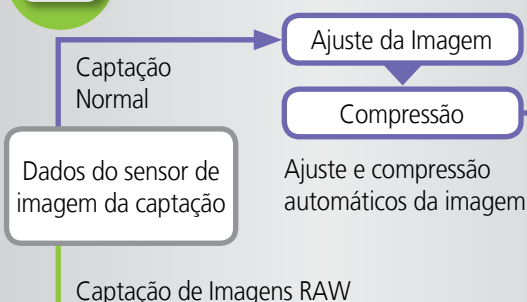 Ajuste da Imagem
Captação
Normal
Compressão
Dados do sensor de
imagem da captação
Ajuste e compressão
automáticos da imagem
Captação de Imagens RAW